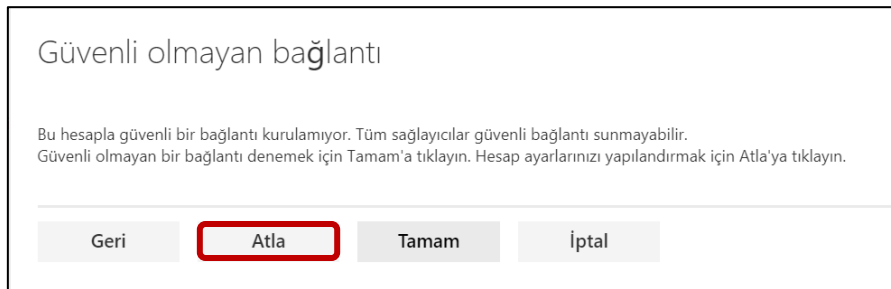 Güvenli olmayan bağlantı
Bu hesapla güvenli bir bağlantı kurulamıyor. Tüm sağlayıcılar güvenli bağlantı sunmayabilir.
Güvenli olmayan bir bağlantı denemek için Tamam'a tıklayın. Hesap ayarlarınızı yapılandırmak için Atla'ya tıklayın.
Geri Atla Tamam İptal